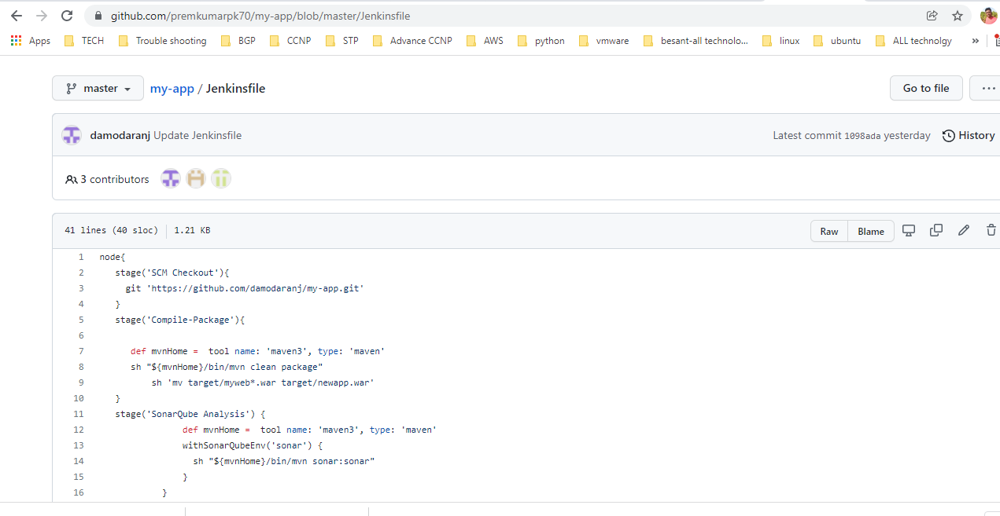 github.com/premkumarpk70/my-app/blob/master/Jenkinsfile
Apps TECH Trouble shooting BGP CCNP STP Advance CCNP AWS python vmware besant-all technolo... linux ubuntu ALL technolgy »
master my-app / Jenkinsfile Go to file ...
damodaranj Update Jenkinsfile Latest commit 1098ada yesterday History
3 contributors
41 lines (40 sloc) 1.21 KB Raw Blame
1 node{
2 stage('SCM Checkout'){
3 git 'https://github.com/damodaranj/my-app.git'
4 }
5 stage('Compile-Package'){
6
7 def mvnHome = tool name: 'maven3', type: 'maven'
8 sh "${mvnHome}/bin/mvn clean package"
9 sh 'mv target/myweb*.war target/newapp.war'
10 }
11 stage('SonarQube Analysis') {
12 def mvnHome = tool name: 'maven3', type: 'maven'
13 withSonarQubeEnv('sonar') {
14 sh "${mvnHome}/bin/mvn sonar:sonar"
15 }
16 }